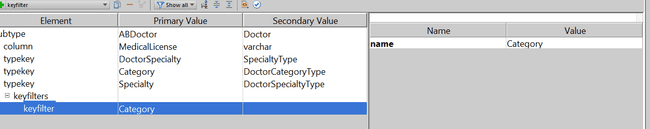 keyfilter Show all
Element Primary Value Secondary Value
ubtype ABDoctor Doctor
column MedicalLicense varchar
typekey DoctorSpecialty SpecialtyType
typekey Category DoctorCategoryType
typekey Specialty DoctorSpecialtyType
keyfilters
keyfilter Category
Name Value
name Category